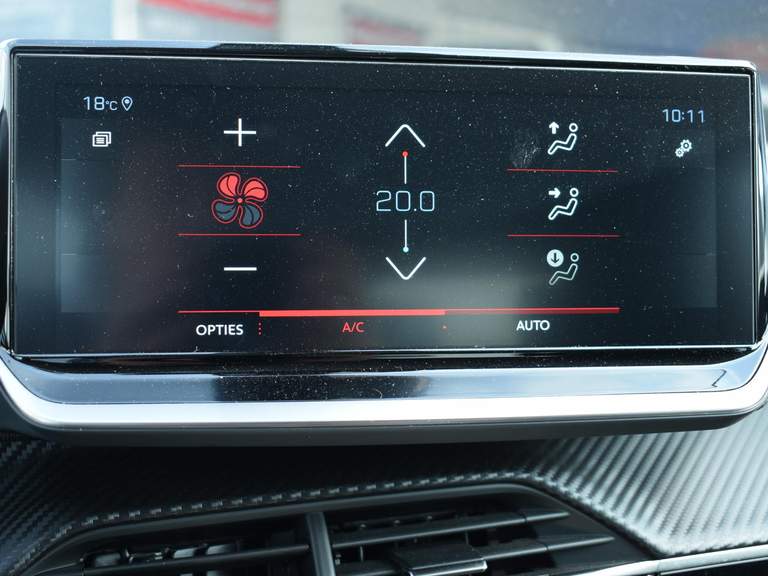 18°C
10:11
20.0
OPTIES
A/C
AUTO